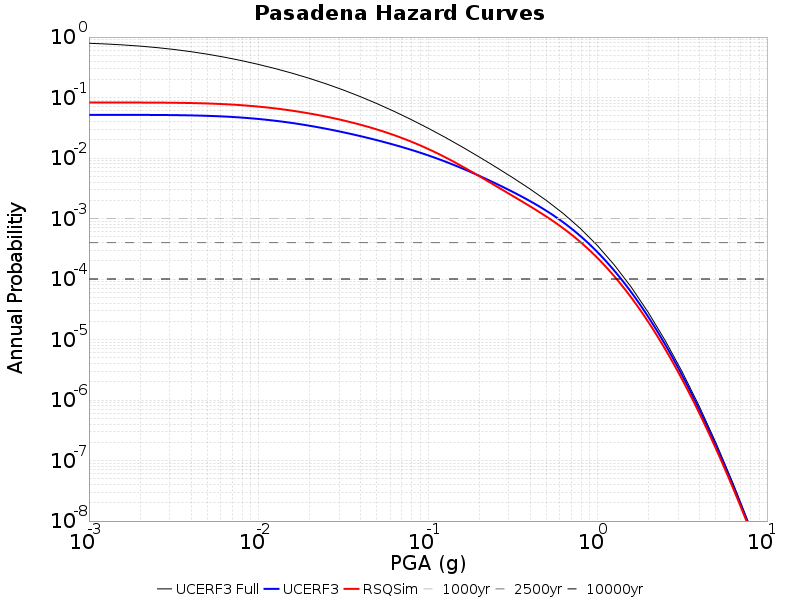 Pasadena Hazard Curves
10^0
10^-1
10^-2
10^-3
10^-4
10^-5
10^-6
10^-7
10^-8
Annual Probabilitiy
10^-3 10^-2 10^-1 10^0 10^1
PGA (g)
UCERF3 Full UCERF3 RSQSim 1000yr 2500yr 10000yr